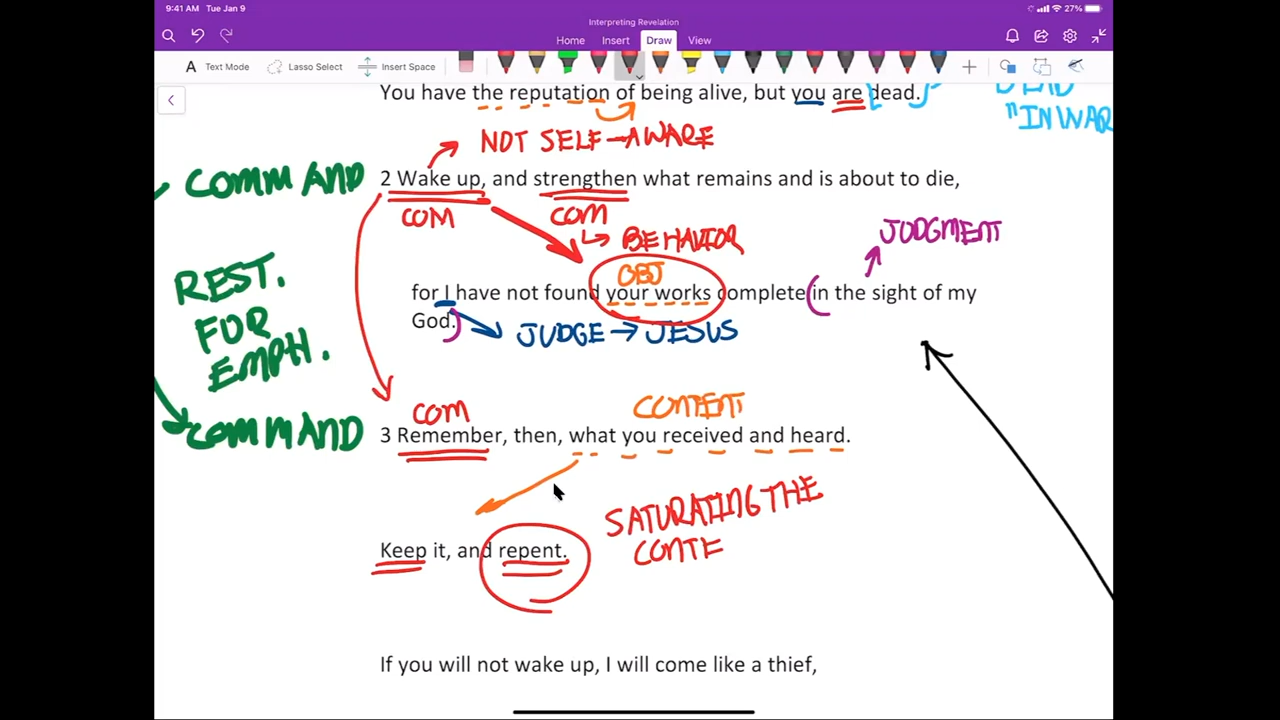 9:41 AM Tue Jan 9
27%
Interpreting Revelation
Home Insert Draw View
A Text Mode Lasso Select Insert Space
You have the reputation of being alive, but you are dead.
"INWAR
NOT SELF-AWARE
COMMAND
2 Wake up, and strengthen what remains and is about to die,
COM COM
BEHAVIOR
JUDGMENT
OBJ
REST.
FOR
EMPH.
for I have not found your works complete (in the sight of my
God.)
JUDGE → JESUS
COM CONTENT
COMMAND
3 Remember, then, what you received and heard.
SATURATING THE
CONTE
Keep it, and repent.
If you will not wake up, I will come like a thief,